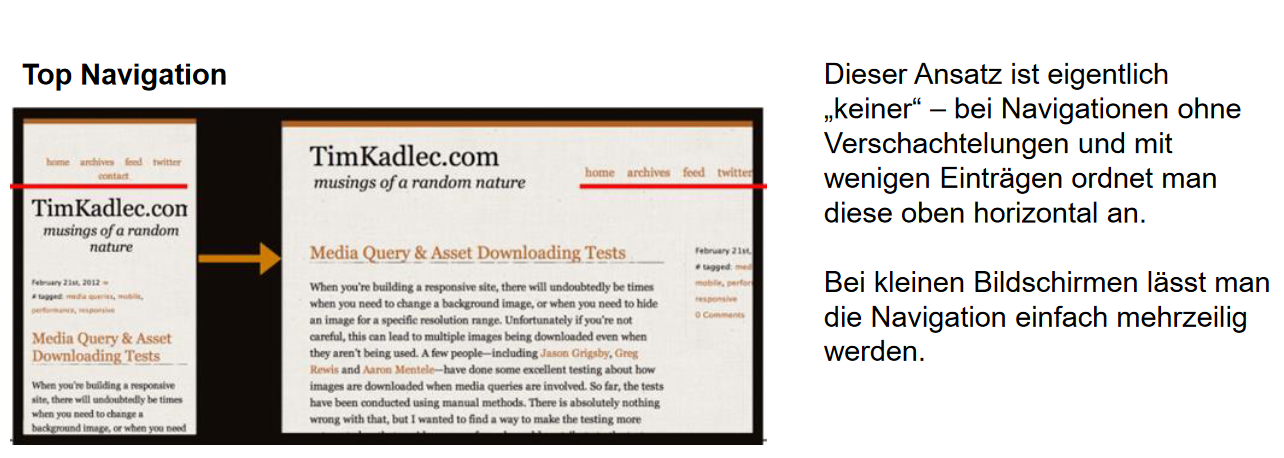 Top Navigation
home archives feed twitter
contact
TimKadlec.con
musings of a random
nature
February 21st, 2012 ∞
# tagged: media queries, mobile,
performance, responsive
Media Query & Asset
Downloading Tests
When you're building a responsive
site, there will undoubtedly be times
when you need to change a
background image, or when you need
TimKadlec.com
musings of a random nature
home archives feed twitter
Media Query & Asset Downloading Tests
When you're building a responsive site, there will undoubtedly be times
when you need to change a background image, or when you need to hide
an image for a specific resolution range. Unfortunately if you're not
careful, this can lead to multiple images being downloaded even when
they aren't being used. A few people—including Jason Grigsby, Greg
Rewis and Aaron Mentele—have done some excellent testing about how
images are downloaded when media queries are involved. So far, the tests
have been conducted using manual methods. There is absolutely nothing
wrong with that, but I wanted to find a way to make the testing more
February 21st,
# tagged: med
mobile, perfor
responsive
0 Comments
Dieser Ansatz ist eigentlich
„keiner“ – bei Navigationen ohne
Verschachtelungen und mit
wenigen Einträgen ordnet man
diese oben horizontal an.
Bei kleinen Bildschirmen lässt man
die Navigation einfach mehrzeilig
werden.